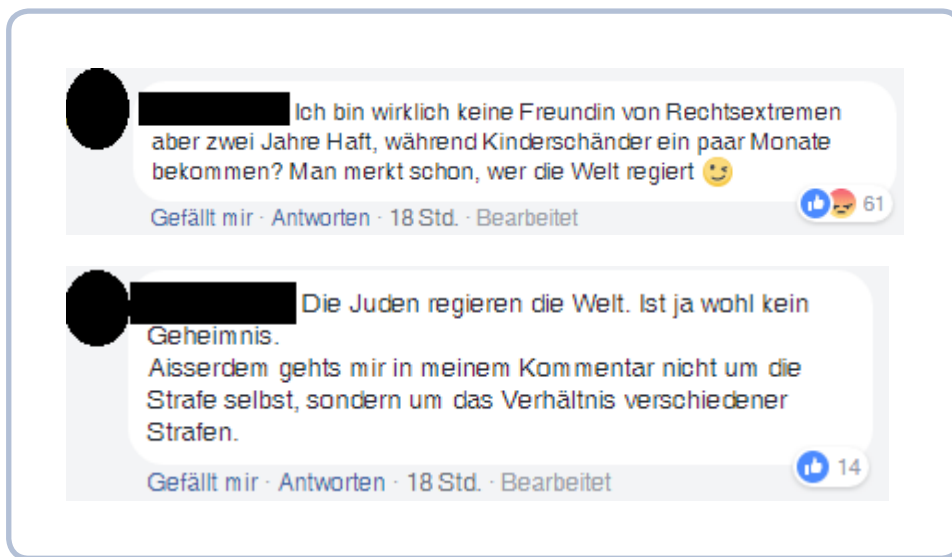 Ich bin wirklich keine Freundin von Rechtsextremen
aber zwei Jahre Haft, während Kinderschänder ein paar Monate
bekommen? Man merkt schon, wer die Welt regiert 😉
61
Gefällt mir · Antworten · 18 Std. · Bearbeitet
Die Juden regieren die Welt. Ist ja wohl kein
Geheimnis.
Aisserdem gehts mir in meinem Kommentar nicht um die
Strafe selbst, sondern um das Verhältnis verschiedener
Strafen.
14
Gefällt mir · Antworten · 18 Std. · Bearbeitet